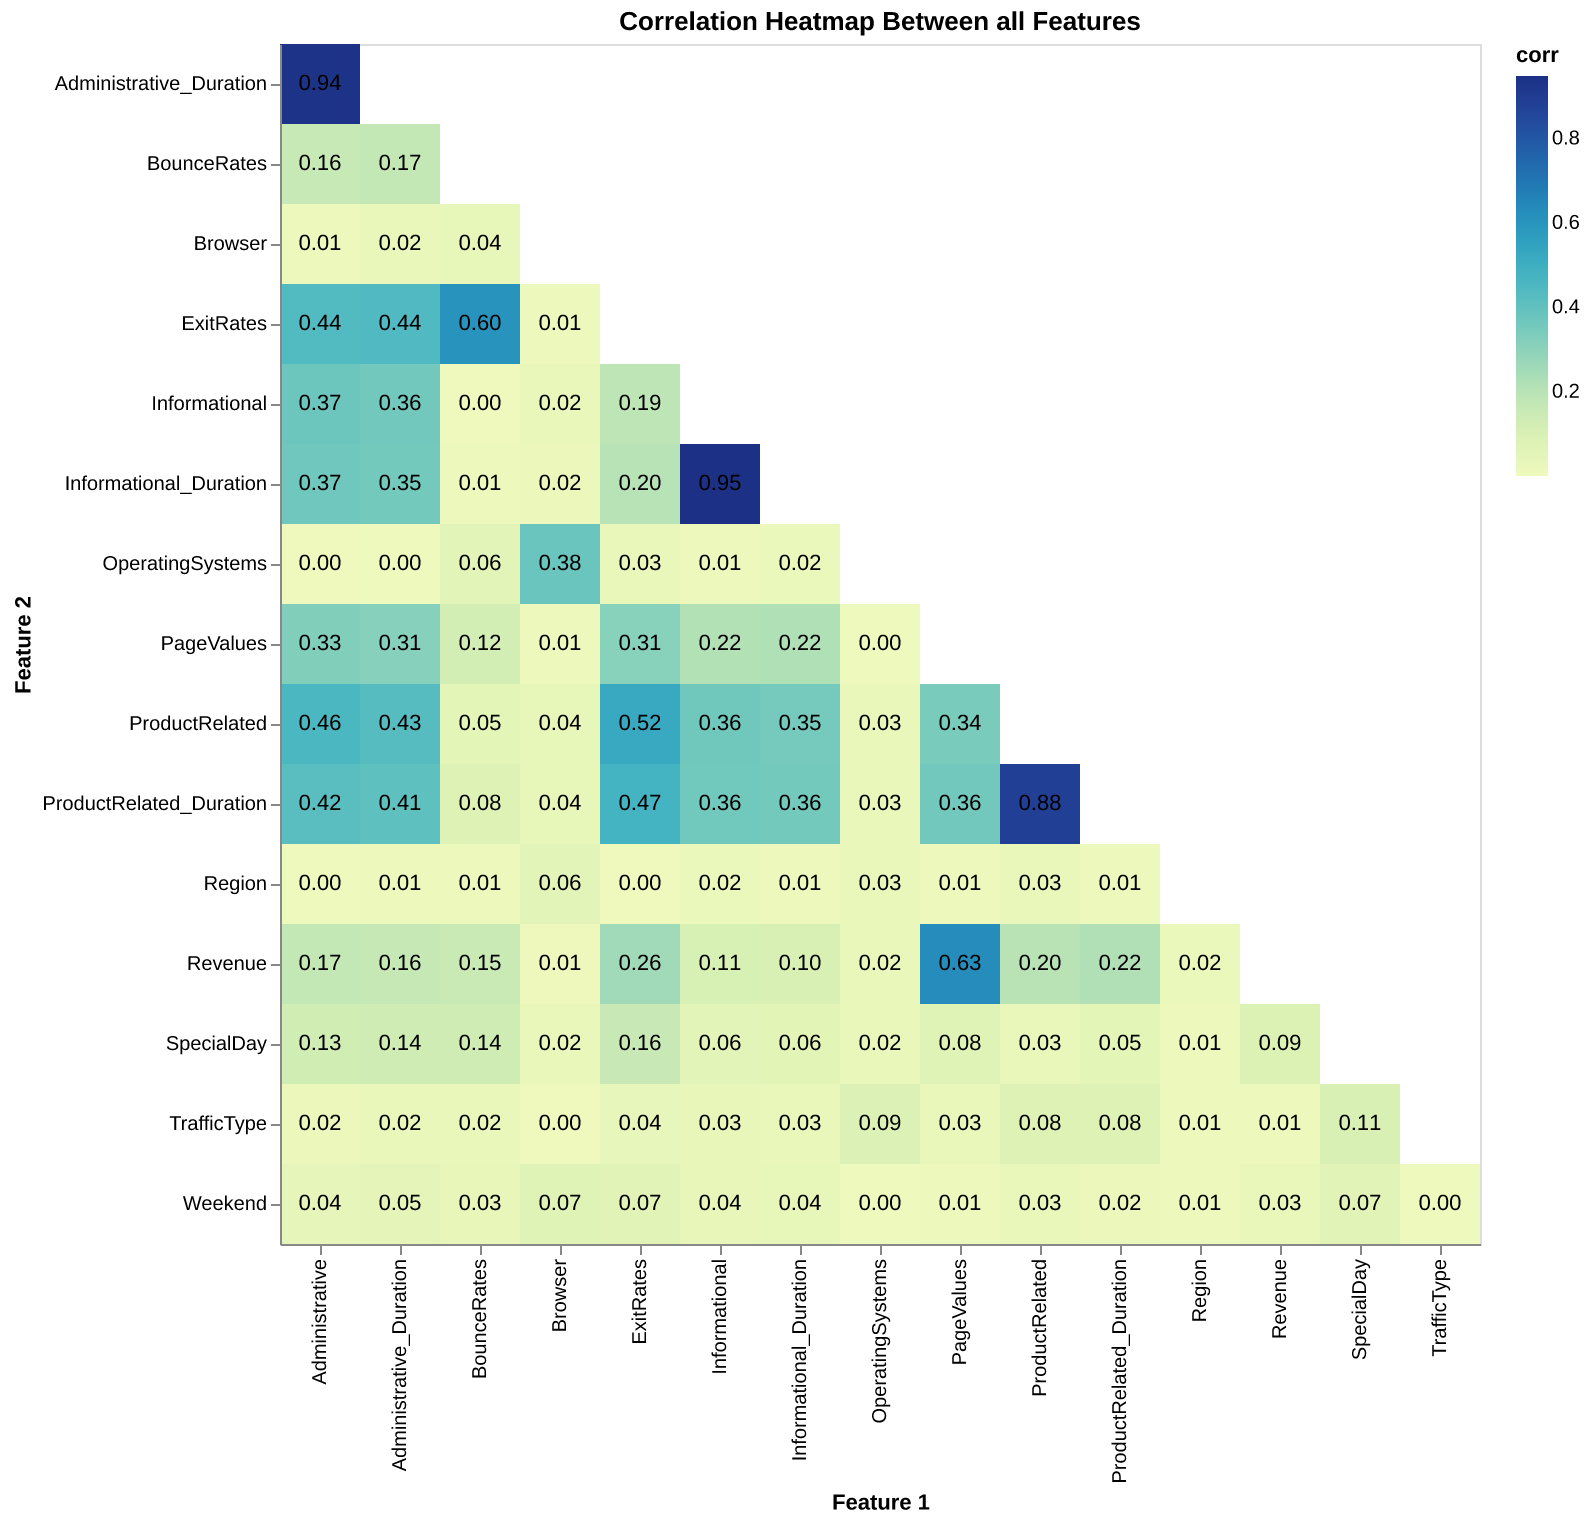 Correlation Heatmap Between all Features
corr
0.8
0.6
0.4
0.2
Feature 2
Administrative_Duration 0.94
BounceRates 0.16 0.17
Browser 0.01 0.02 0.04
ExitRates 0.44 0.44 0.60 0.01
Informational 0.37 0.36 0.00 0.02 0.19
Informational_Duration 0.37 0.35 0.01 0.02 0.20 0.95
OperatingSystems 0.00 0.00 0.06 0.38 0.03 0.01 0.02
PageValues 0.33 0.31 0.12 0.01 0.31 0.22 0.22 0.00
ProductRelated 0.46 0.43 0.05 0.04 0.52 0.36 0.35 0.03 0.34
ProductRelated_Duration 0.42 0.41 0.08 0.04 0.47 0.36 0.36 0.03 0.36 0.88
Region 0.00 0.01 0.01 0.06 0.00 0.02 0.01 0.03 0.01 0.03 0.01
Revenue 0.17 0.16 0.15 0.01 0.26 0.11 0.10 0.02 0.63 0.20 0.22 0.02
SpecialDay 0.13 0.14 0.14 0.02 0.16 0.06 0.06 0.02 0.08 0.03 0.05 0.01 0.09
TrafficType 0.02 0.02 0.02 0.00 0.04 0.03 0.03 0.09 0.03 0.08 0.08 0.01 0.01 0.11
Weekend 0.04 0.05 0.03 0.07 0.07 0.04 0.04 0.00 0.01 0.03 0.02 0.01 0.03 0.07 0.00
Administrative
Administrative_Duration
BounceRates
Browser
ExitRates
Informational
Informational_Duration
OperatingSystems
PageValues
ProductRelated
ProductRelated_Duration
Region
Revenue
SpecialDay
TrafficType
Feature 1